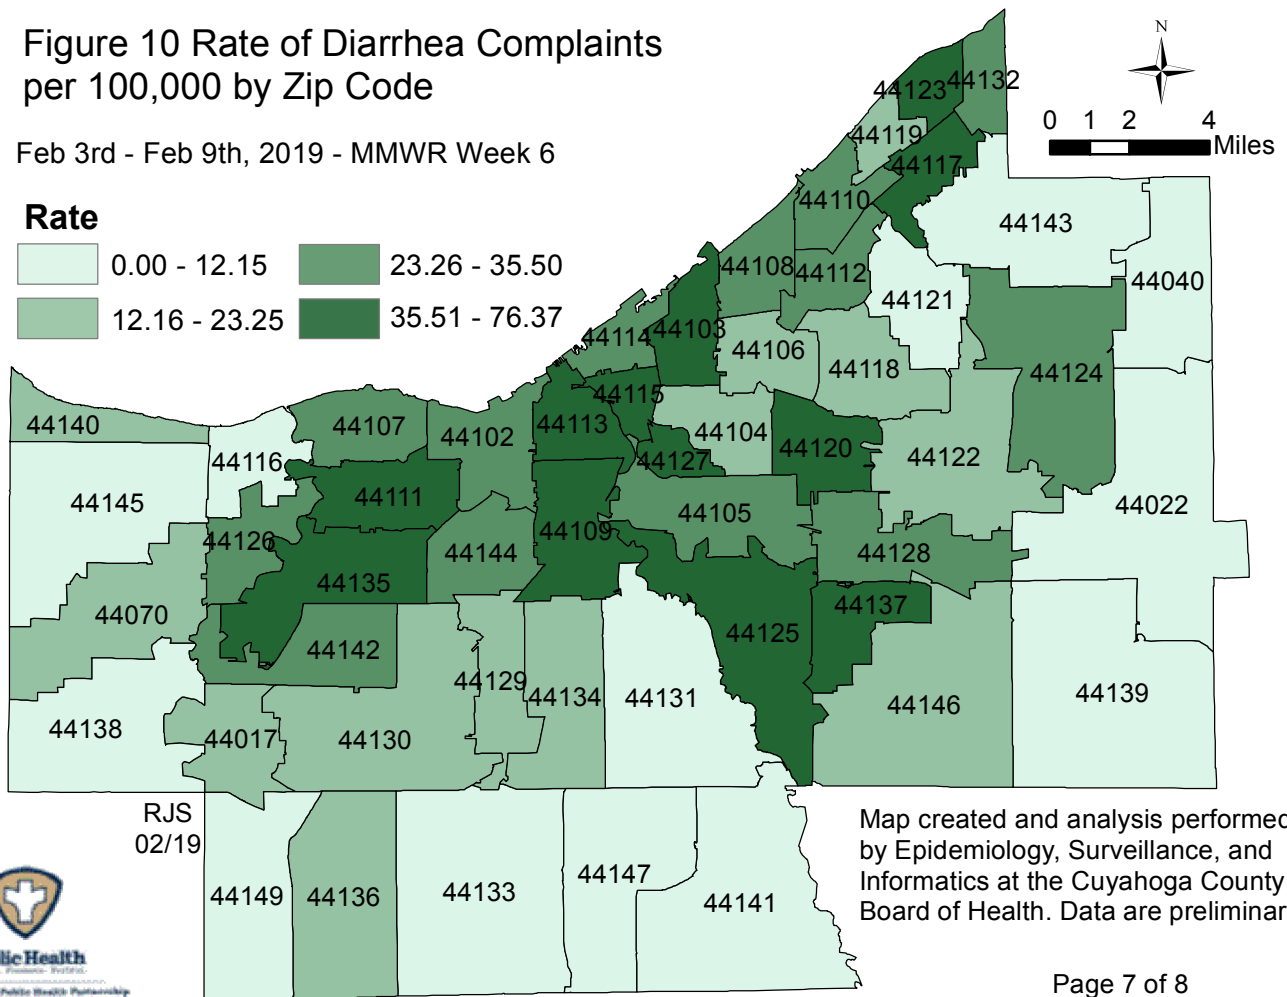 Figure 10 Rate of Diarrhea Complaints
per 100,000 by Zip Code
Feb 3rd - Feb 9th, 2019 - MMWR Week 6
N
0 1 2 4
Miles
Rate
0.00 - 12.15
23.26 - 35.50
12.16 - 23.25
35.51 - 76.37
44123
44132
44119
44117
44110
44143
44108
44112
44040
44121
44114
44103
44106
44118
44124
44115
44140
44107
44102
44113
44104
44120
44116
44127
44122
44111
44145
44105
44022
44126
44109
44144
44128
44135
44070
44137
44125
44142
44129
44134
44131
44146
44139
44138
44017
44130
RJS
02/19
44149
44136
44133
44147
44141
Map created and analysis performed
by Epidemiology, Surveillance, and
Informatics at the Cuyahoga County
Board of Health. Data are preliminar
lic Health
Public Health Partnership
Page 7 of 8